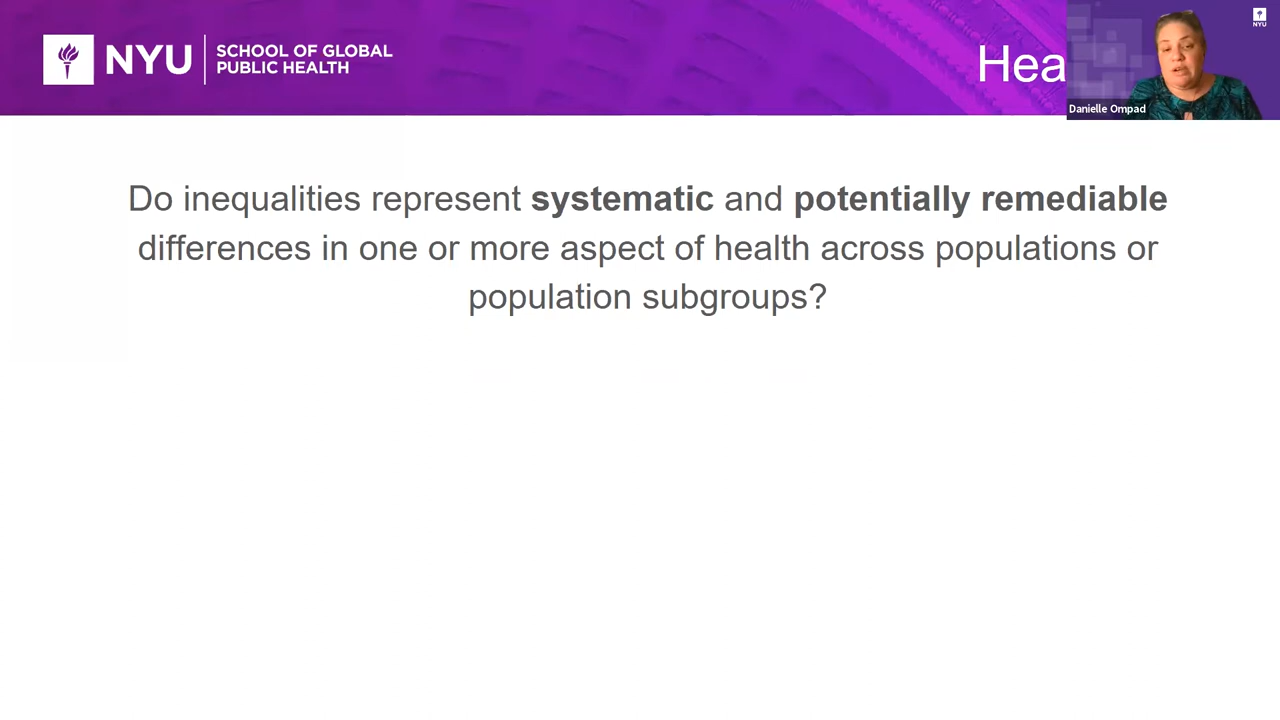 NYU
SCHOOL OF GLOBAL
PUBLIC HEALTH
Hea
NYU
Danielle Ompad
Do inequalities represent systematic and potentially remediable
differences in one or more aspect of health across populations or
population subgroups?